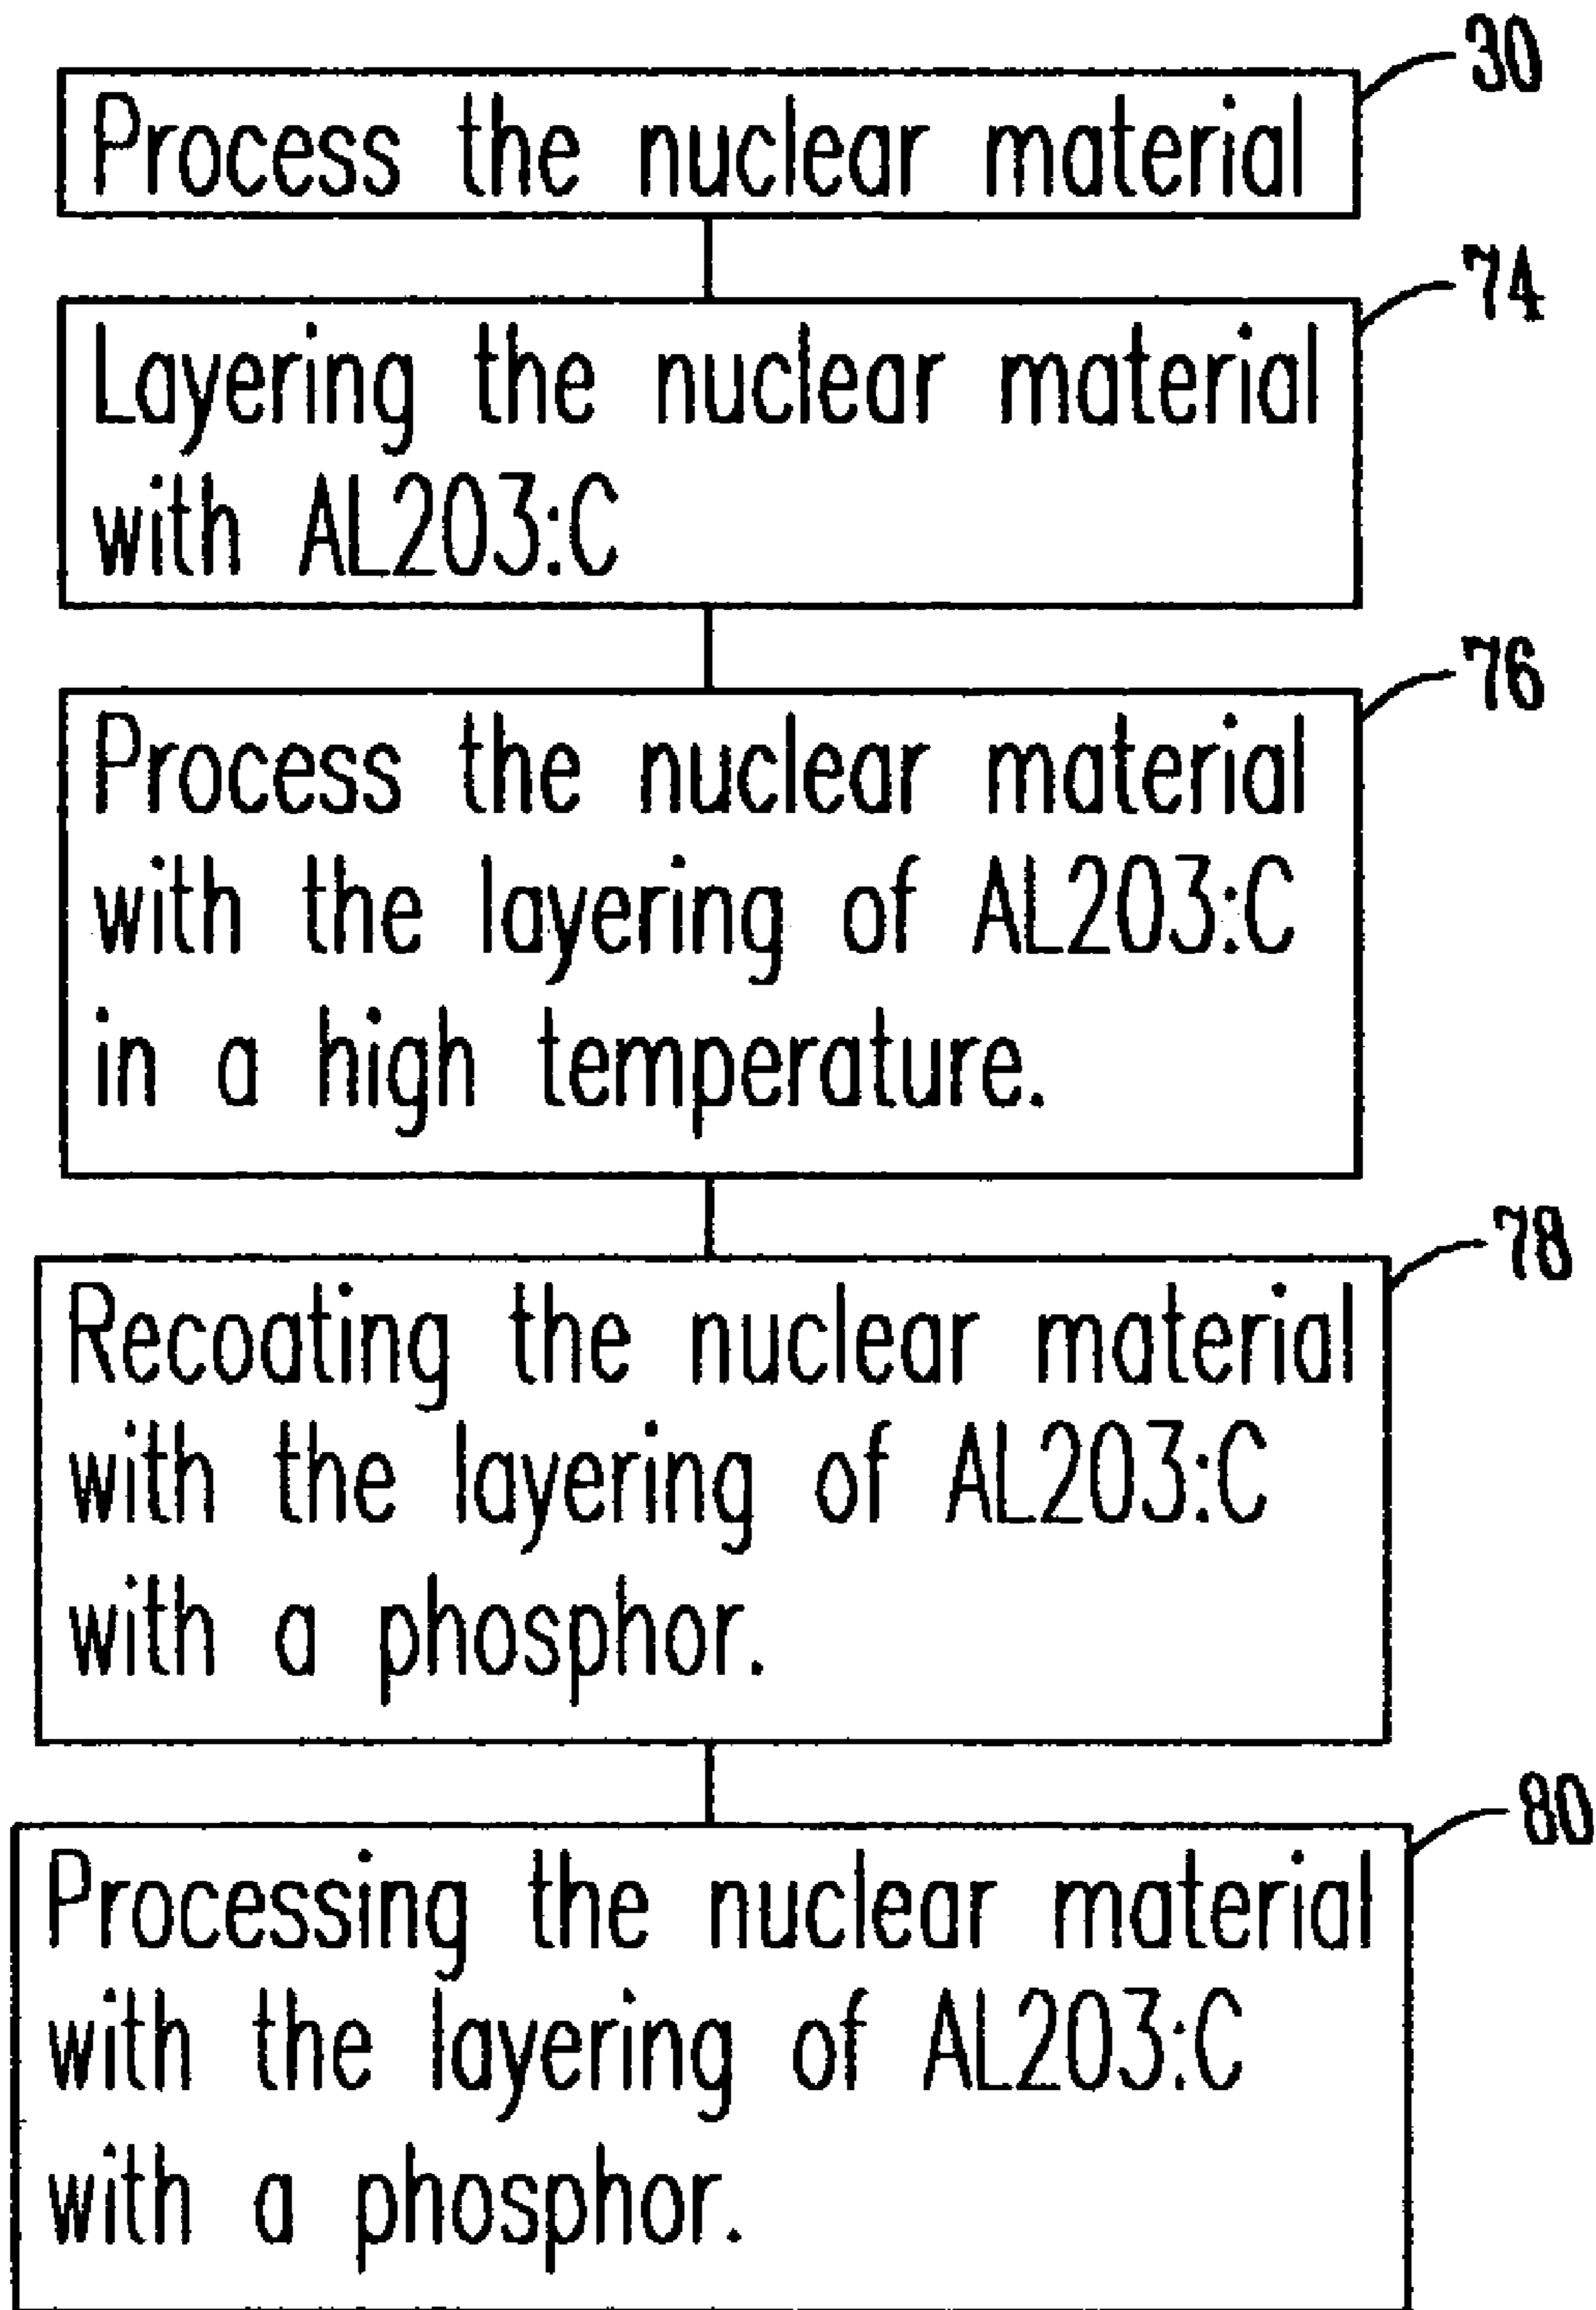 30
Process the nuclear material
74
Layering the nuclear material
with AL203:C
76
Process the nuclear material
with the layering of AL203:C
in a high temperature.
78
Recoating the nuclear material
with the layering of AL203:C
with a phosphor.
80
Processing the nuclear material
with the layering of AL203:C
with a phosphor.